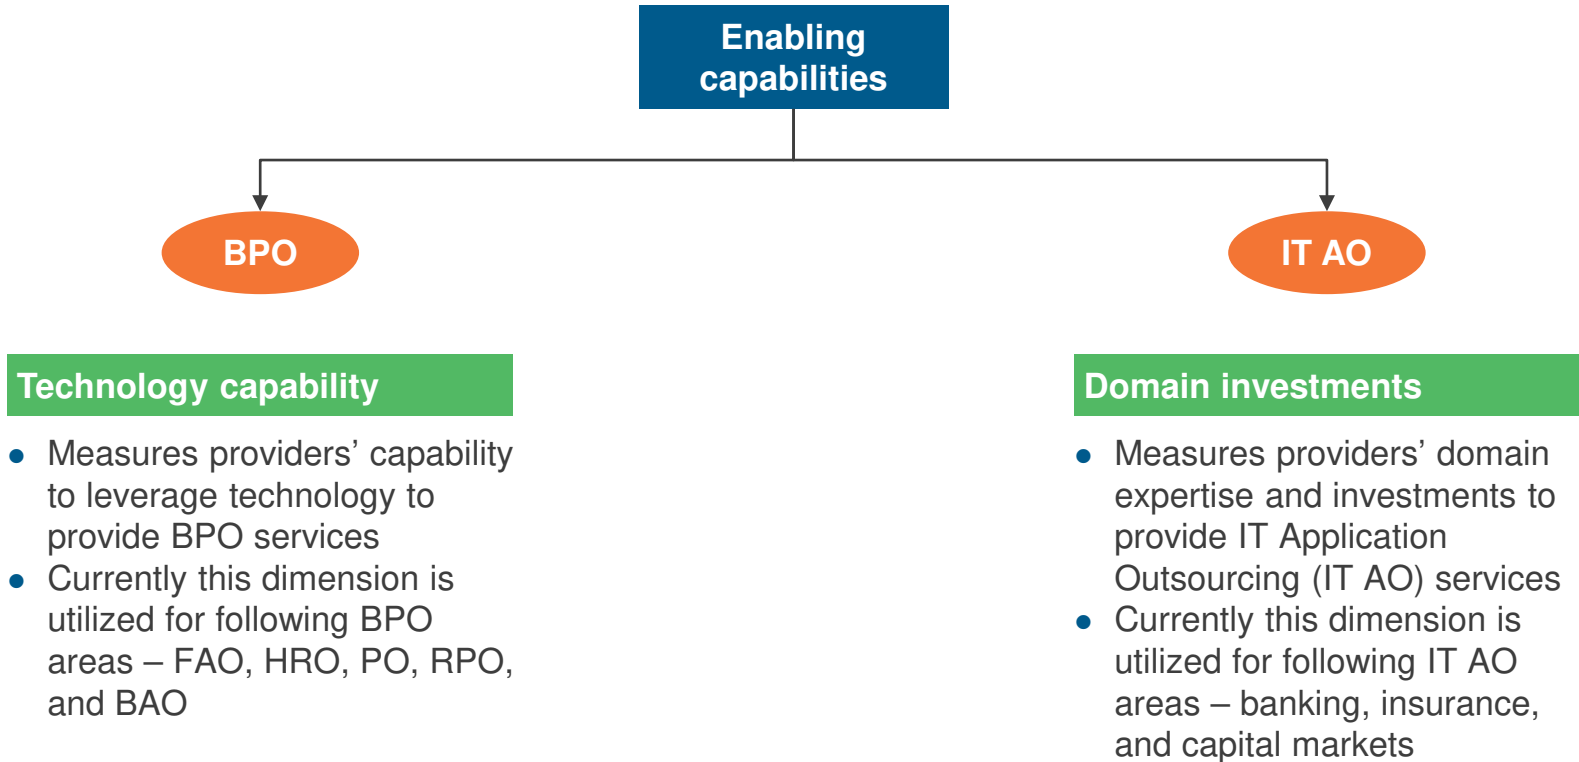 Enabling
capabilities
BPO
IT AO
Technology capability
● Measures providers’ capability
to leverage technology to
provide BPO services
● Currently this dimension is
utilized for following BPO
areas – FAO, HRO, PO, RPO,
and BAO
Domain investments
● Measures providers’ domain
expertise and investments to
provide IT Application
Outsourcing (IT AO) services
● Currently this dimension is
utilized for following IT AO
areas – banking, insurance,
and capital markets